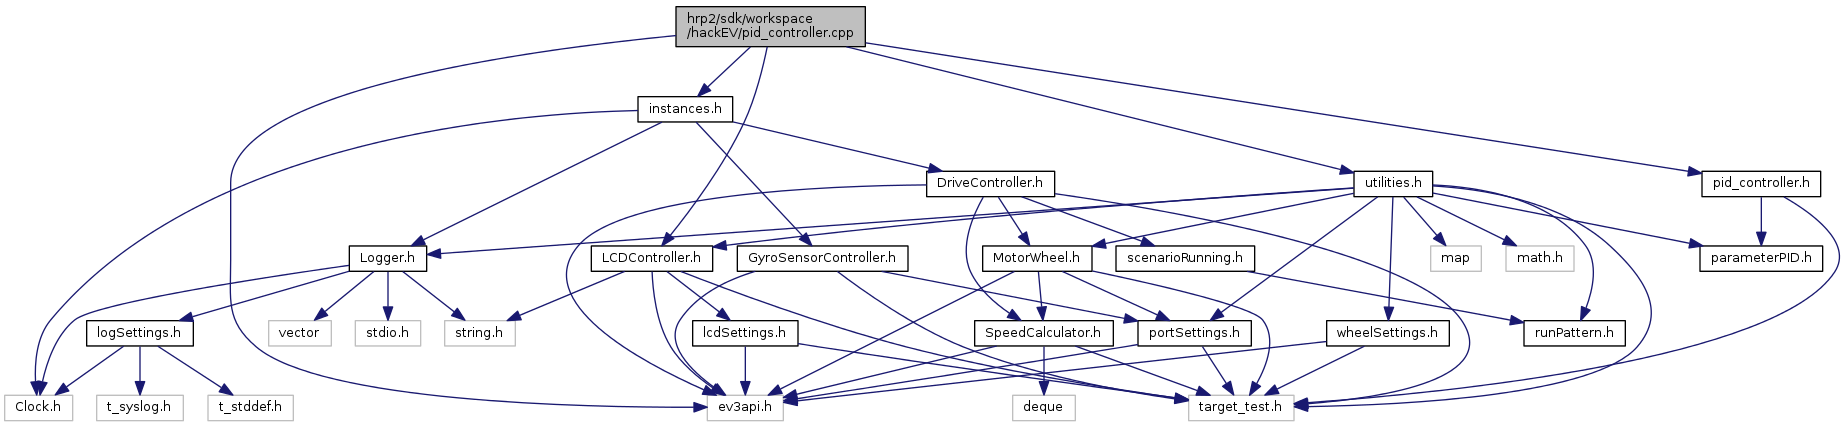 hrp2/sdk/workspace
/hackEV/pid_controller.cpp
instances.h
DriveController.h
utilities.h
pid_controller.h
Logger.h
LCDController.h
GyroSensorController.h
MotorWheel.h
scenarioRunning.h
map
math.h
parameterPID.h
logSettings.h
vector
stdio.h
string.h
lcdSettings.h
SpeedCalculator.h
portSettings.h
wheelSettings.h
runPattern.h
Clock.h
t_syslog.h
t_stddef.h
ev3api.h
deque
target_test.h